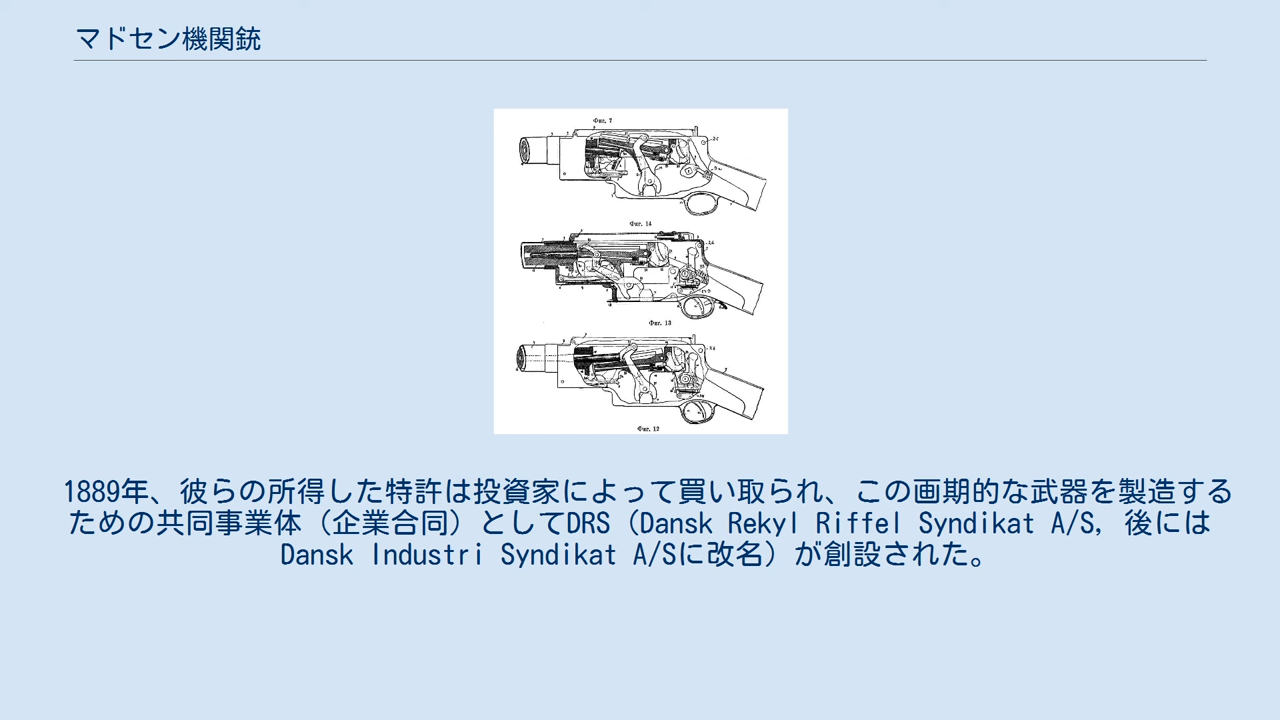 マドセン機関銃
Фиг. 7
Фиг. 14
Фиг. 13
Фиг. 12
1889年、彼らの所得した特許は投資家によって買い取られ、この画期的な武器を製造する
ための共同事業体（企業合同）としてDRS（Dansk Rekyl Riffel Syndikat A/S, 後には
Dansk Industri Syndikat A/Sに改名）が創設された。